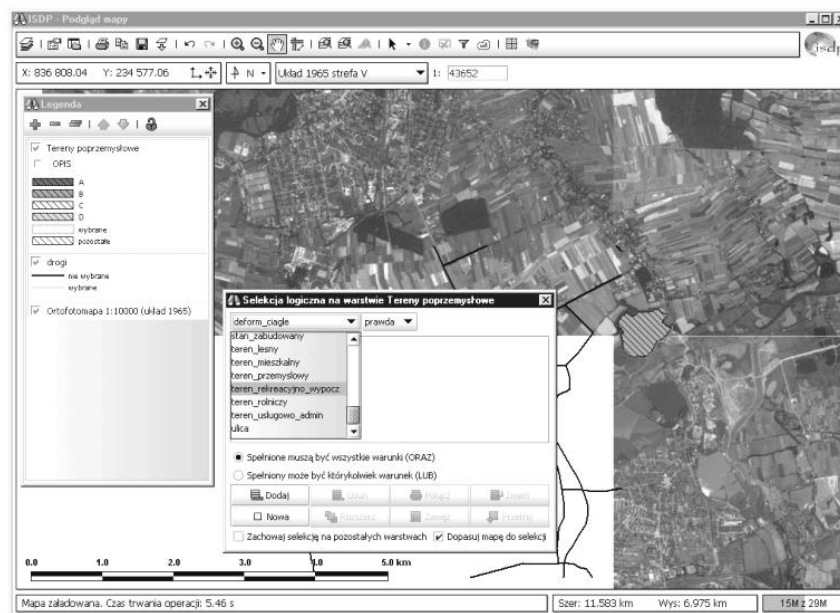 ISDP - Podgląd mapy
X: 836 808.04 Y: 234 577.06
N
Układ 1965 strefa V
1: 43652
isdp
Legenda
Tereny poprzemysłowe
OPIS
A
B
C
D
wybrane
pozostałe
drogi
nie wybrane
wybrane
Ortofotomapa 1:10000 (układ 1965)
Selekcja logiczna na warstwie Tereny poprzemysłowe
deform_ciagle prawda
stan_zabudowany
teren_lesny
teren_mieszkalny
teren_przemyslowy
teren_rekreacyjno_wypocz
teren_rolniczy
teren_uslugowo_admin
ulica
Spełnione muszą być wszystkie warunki (ORAZ)
Spełniony może być którykolwiek warunek (LUB)
Dodaj Usuń Połącz Zmień
Nowa Rozszerz Zawęź Przetnij
Zachowaj selekcję na pozostałych warstwach Dopasuj mapę do selekcji
0.0 1.0 2.0 3.0 4.0 5.0 km
Mapa załadowana. Czas trwania operacji: 5.46 s
Szer: 11.583 km Wys: 6.975 km
15M z 29M